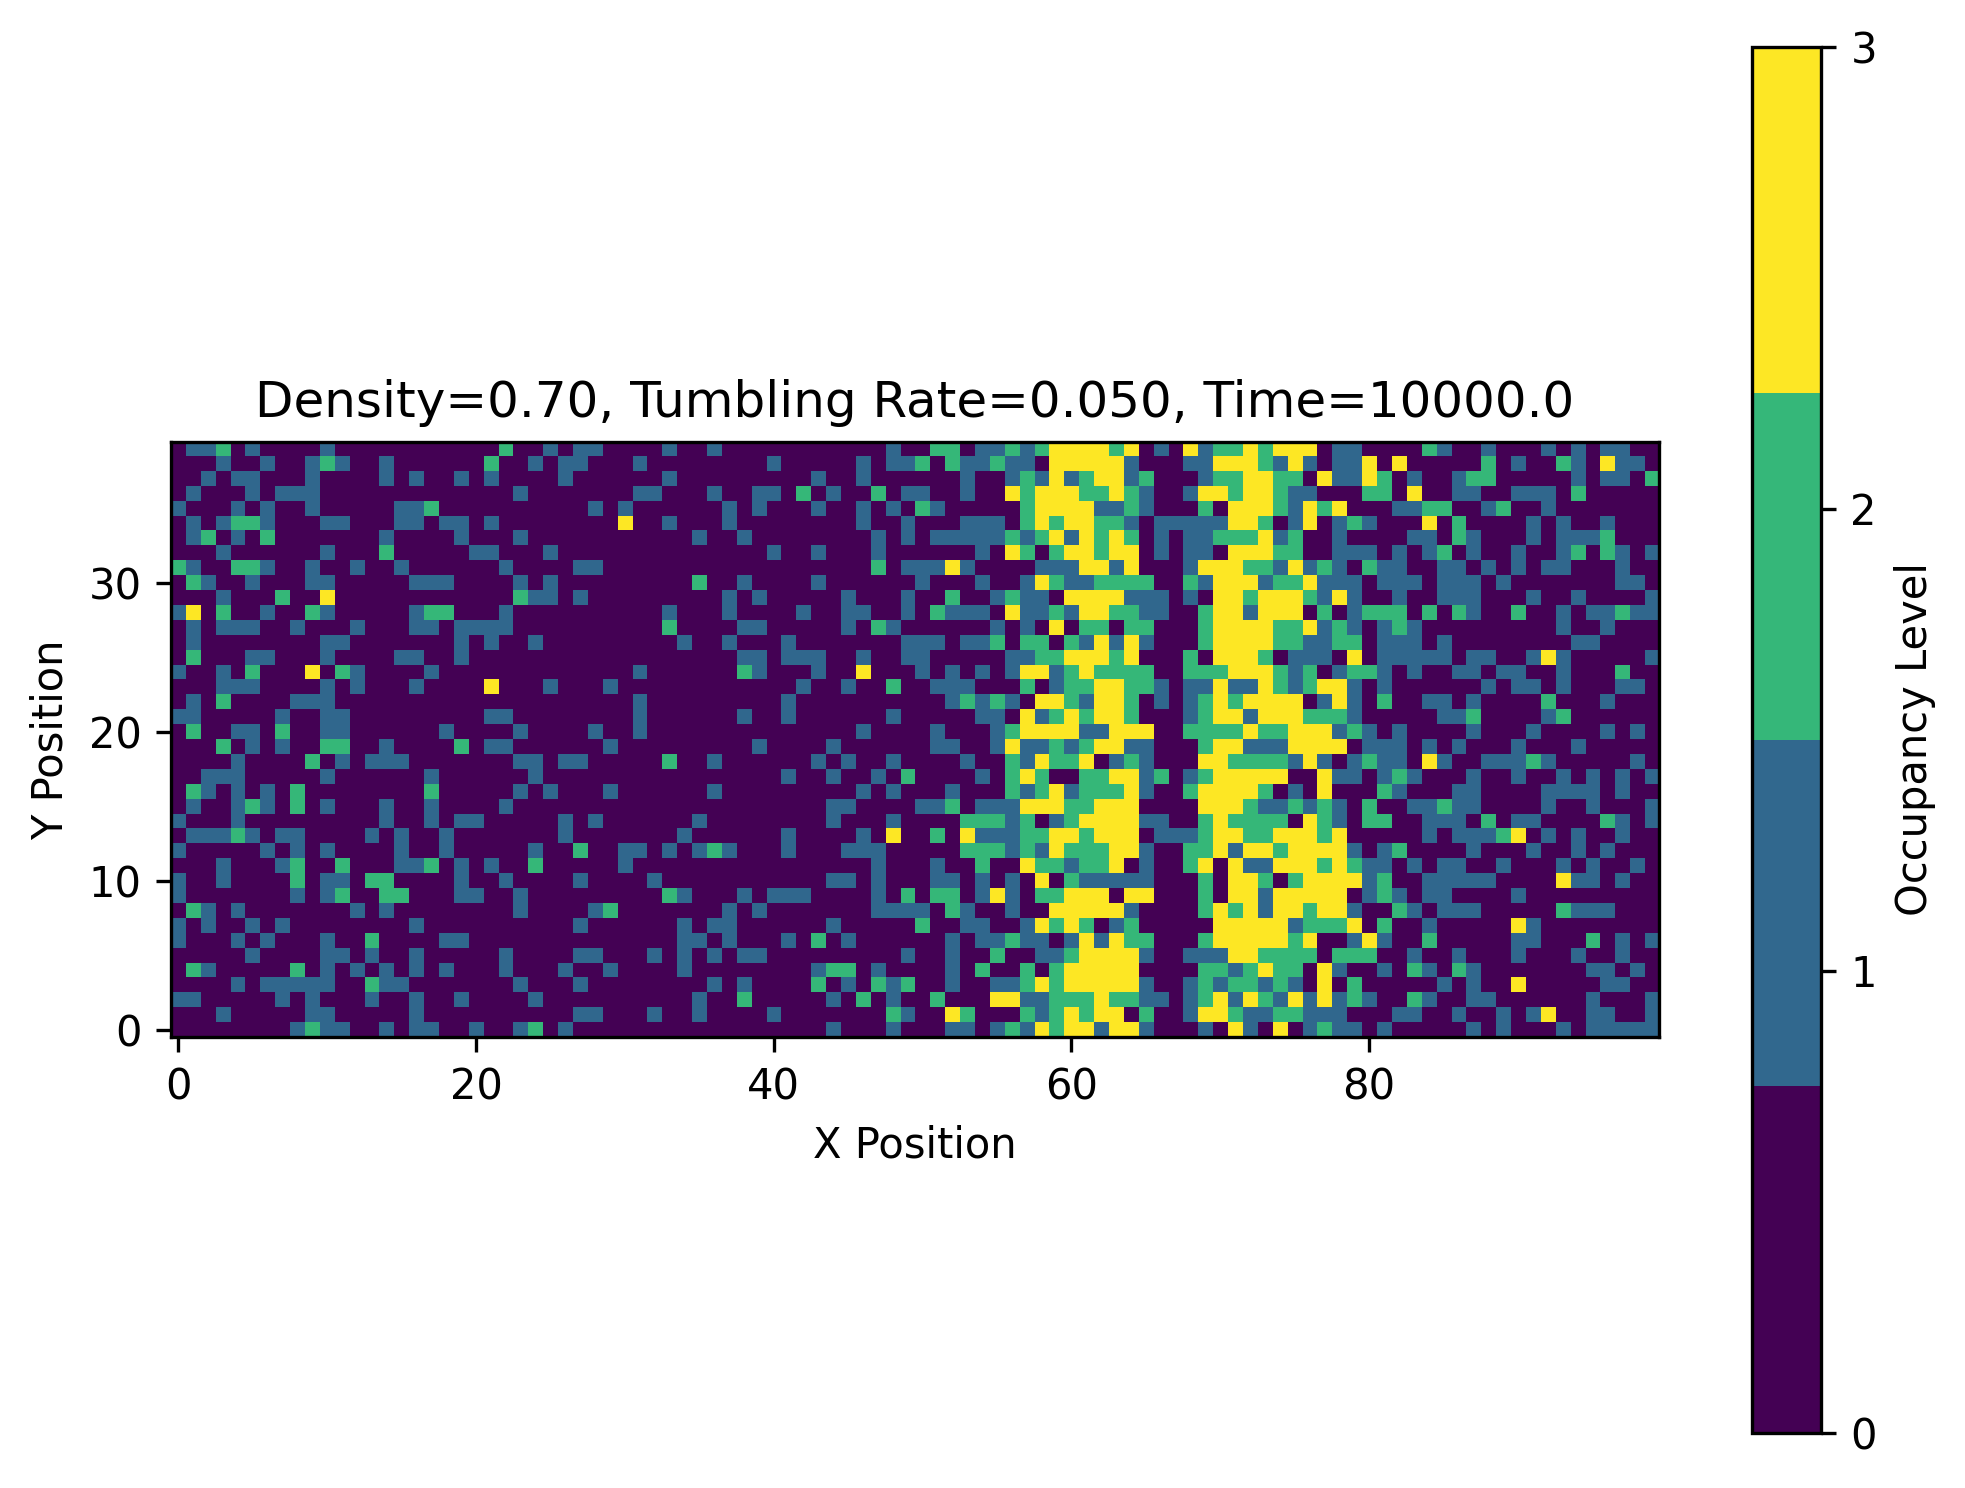 Density=0.70, Tumbling Rate=0.050, Time=10000.0
3
2
1
0
Occupancy Level
30
20
10
0
Y Position
0 20 40 60 80
X Position